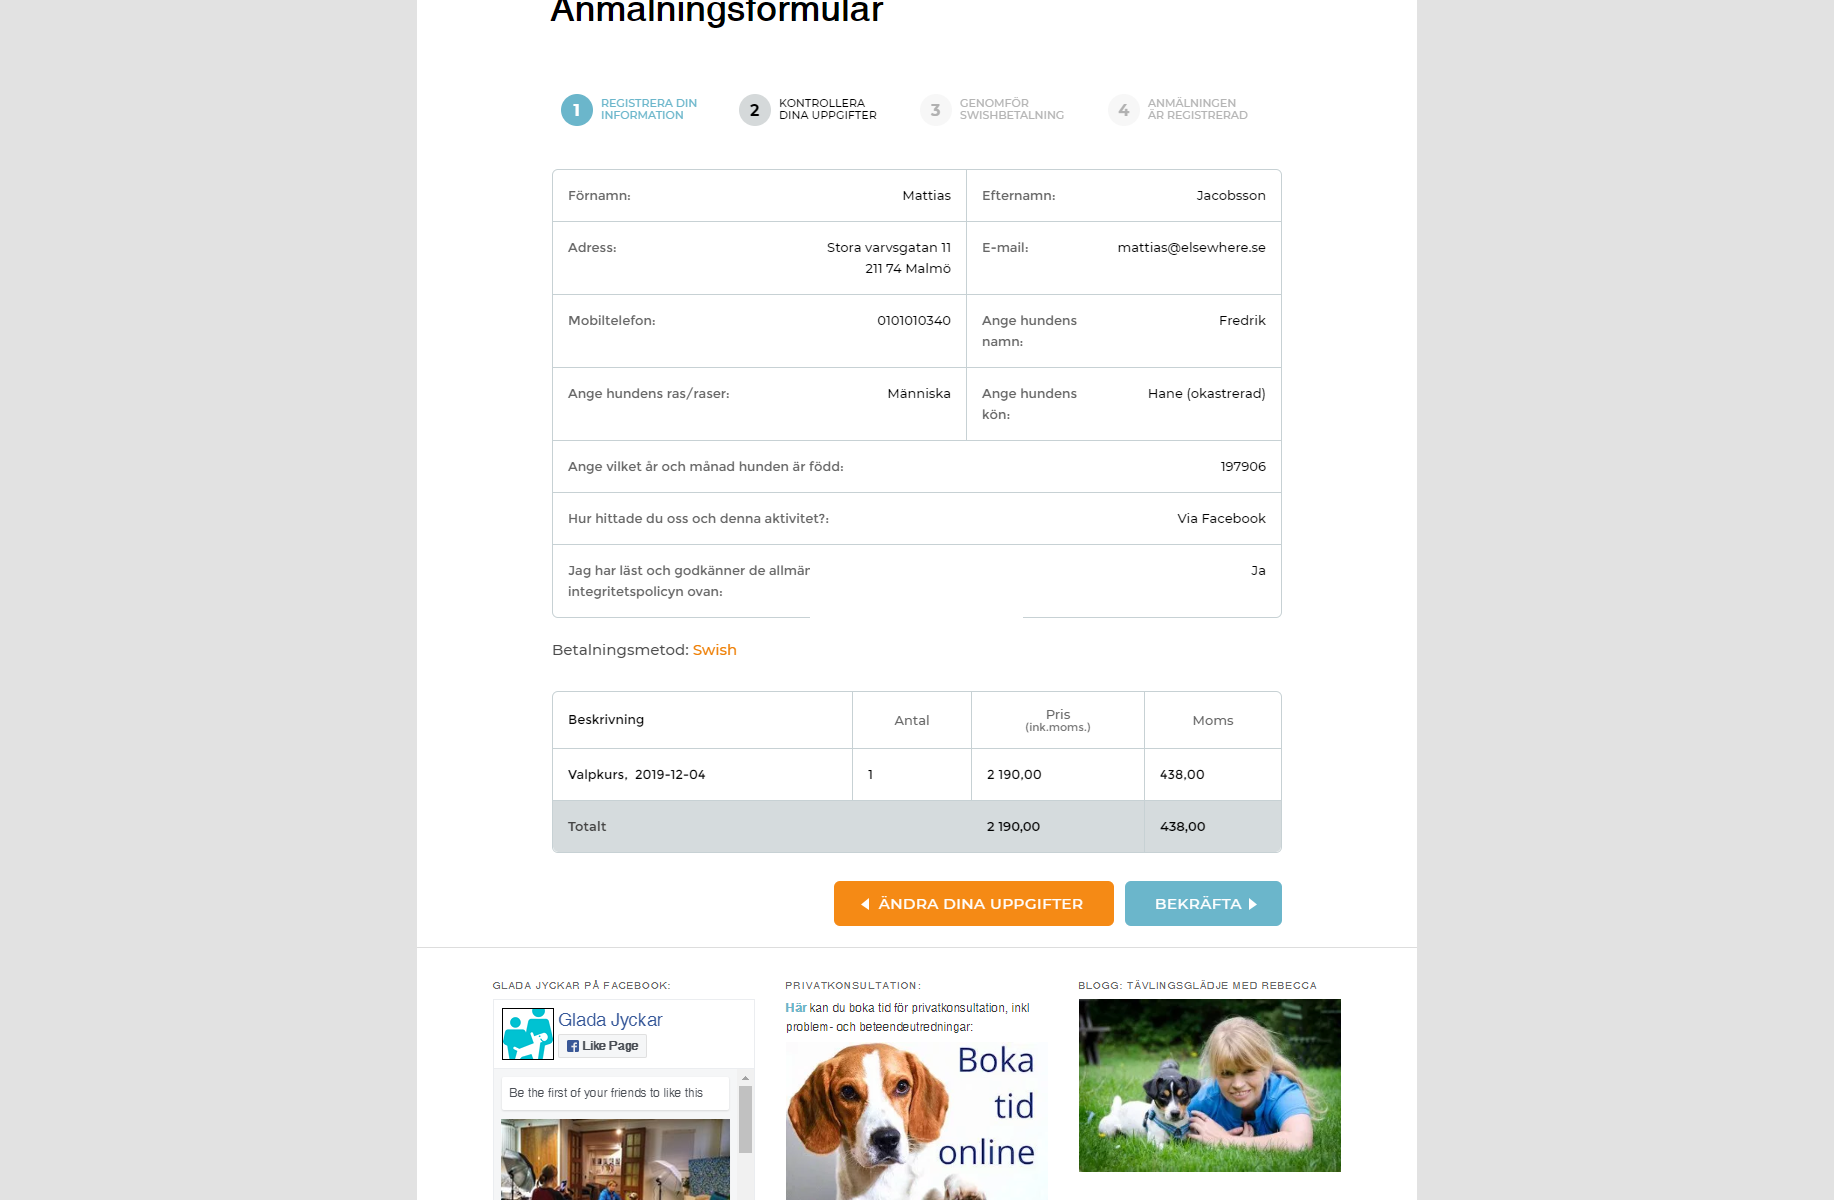 Anmälningsformulär
1 REGISTRERA DIN
INFORMATION
2 KONTROLLERA
DINA UPPGIFTER
3 GENOMFÖR
SWISHBETALNING
4 ANMÄLNINGEN
ÄR REGISTRERAD
Förnamn: Mattias
Efternamn: Jacobsson
Adress: Stora varvsgatan 11
211 74 Malmö
E-mail: mattias@elsewhere.se
Mobiltelefon: 0101010340
Ange hundens
namn: Fredrik
Ange hundens ras/raser: Människa
Ange hundens
kön: Hane (okastrerad)
Ange vilket år och månad hunden är född: 197906
Hur hittade du oss och denna aktivitet?: Via Facebook
Jag har läst och godkänner de
integritetspolicyn ovan: Ja
Betalningsmetod: Swish
Beskrivning Antal Pris
(ink.moms.) Moms
Valpkurs, 2019-12-04 1 2 190,00 438,00
Totalt 2 190,00 438,00
ÄNDRA DINA UPPGIFTER
BEKRÄFTA
GLADA JYCKAR PÅ FACEBOOK:
Glada Jyckar
Like Page
Be the first of your friends to like this
PRIVATKONSULTATION:
Här kan du boka tid för privatkonsultation, inkl
problem- och beteendeutredningar:
Boka
tid
online
BLOGG: TÄVLINGSGLÄDJE MED REBECCA